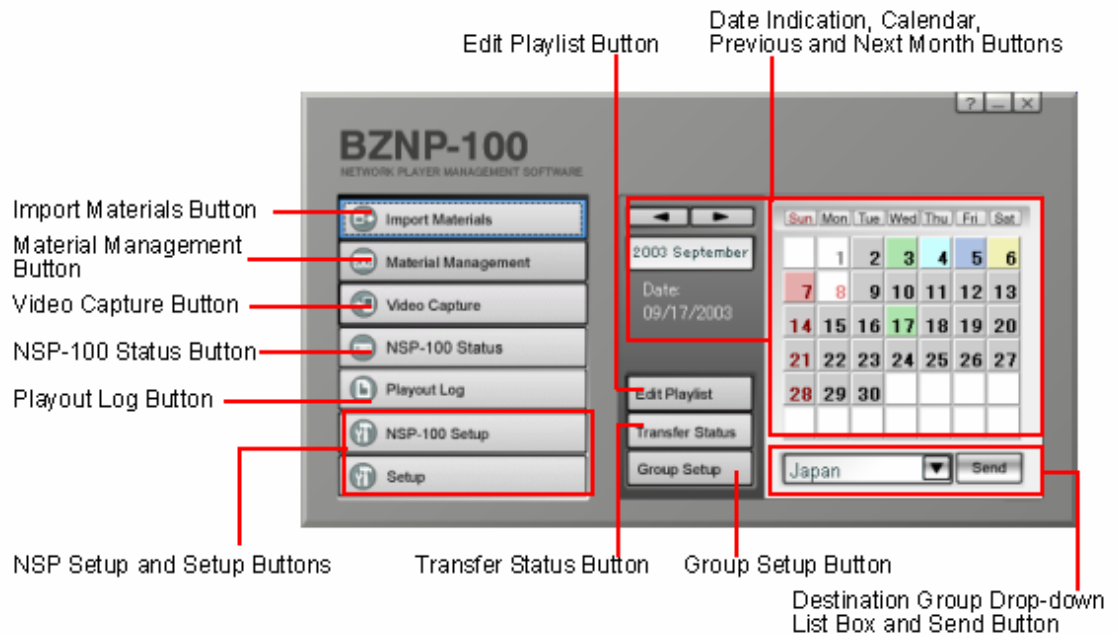 Date Indication, Calendar,
Previous and Next Month Buttons
Edit Playlist Button
? _ X
BZNP-100
NETWORK PLAYER MANAGEMENT SOFTWARE
Import Materials Button
Material Management
Button
Video Capture Button
NSP-100 Status Button
Playout Log Button
Import Materials
Material Management
Video Capture
NSP-100 Status
Playout Log
NSP-100 Setup
Setup
2003 September
Date:
09/17/2003
Edit Playlist
Transfer Status
Group Setup
Sun Mon Tue Wed Thu Fri Sat
1 2 3 4 5 6
7 8 9 10 11 12 13
14 15 16 17 18 19 20
21 22 23 24 25 26 27
28 29 30
Japan Send
NSP Setup and Setup Buttons
Transfer Status Button
Group Setup Button
Destination Group Drop-down
List Box and Send Button